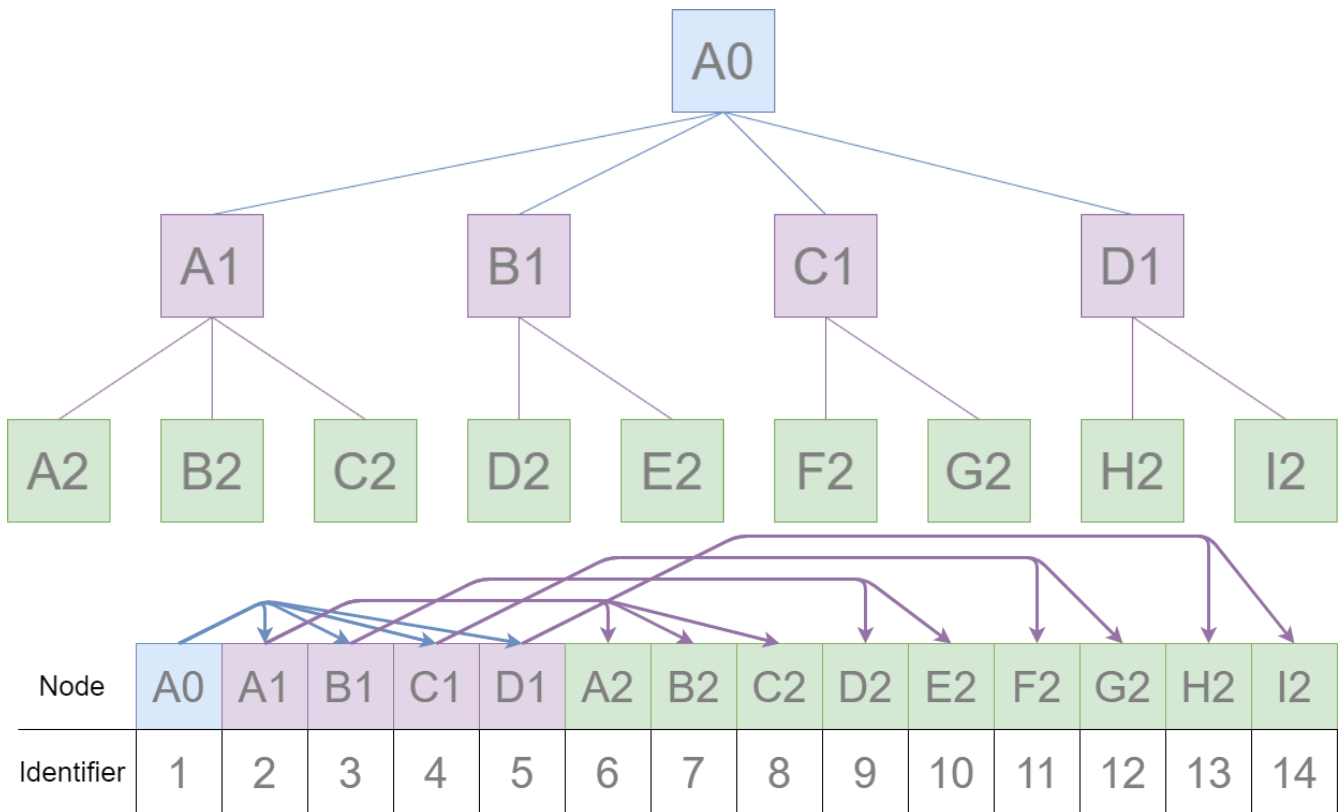 A0
A1 B1 C1 D1
A2 B2 C2 D2 E2 F2 G2 H2 I2
Node A0 A1 B1 C1 D1 A2 B2 C2 D2 E2 F2 G2 H2 I2
Identifier 1 2 3 4 5 6 7 8 9 10 11 12 13 14